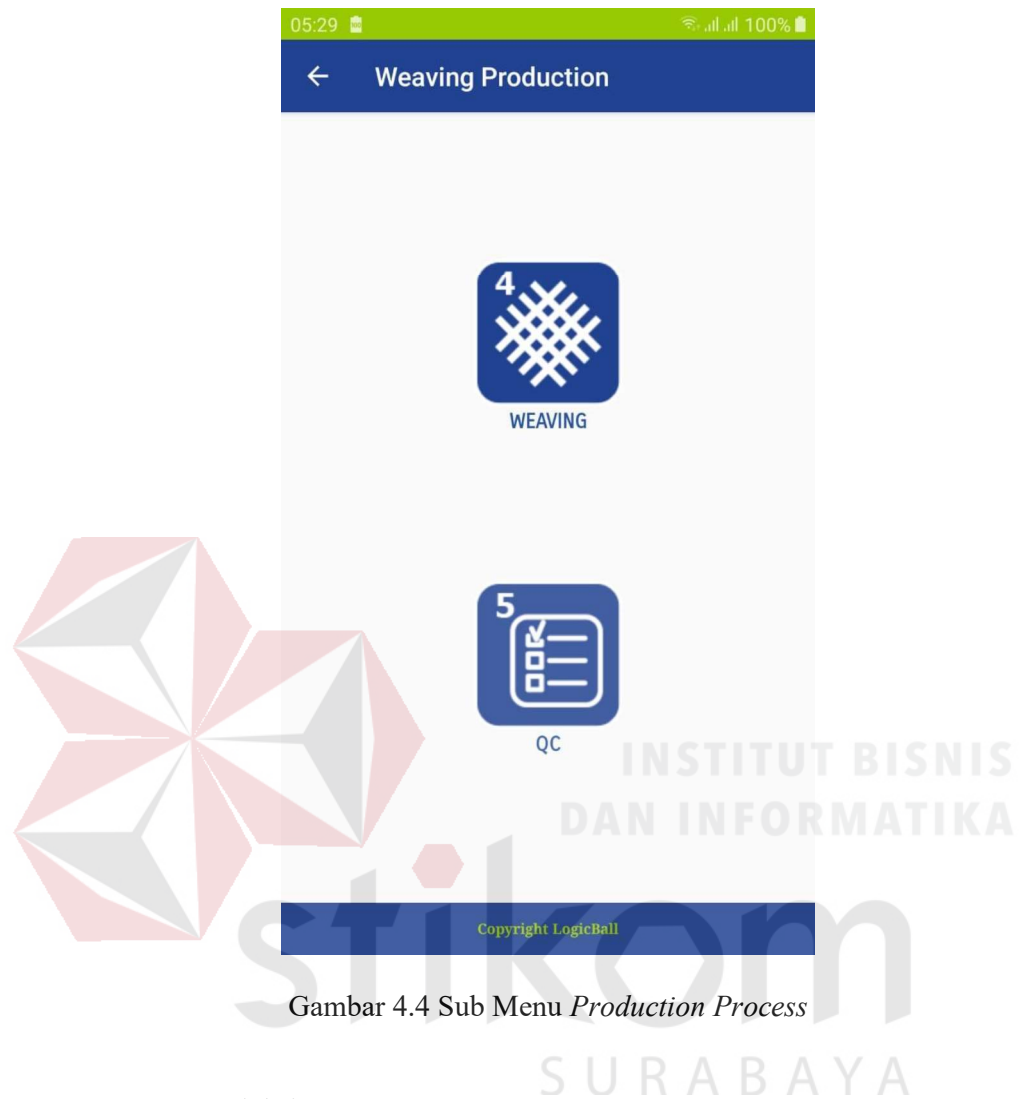 05:29
100%
Weaving Production
4
WEAVING
5
QC
INSTITUT BISNIS
DAN INFORMATIKA
stikom
Copyright LogicBall
Gambar 4.4 Sub Menu Production Process
SURABAYA